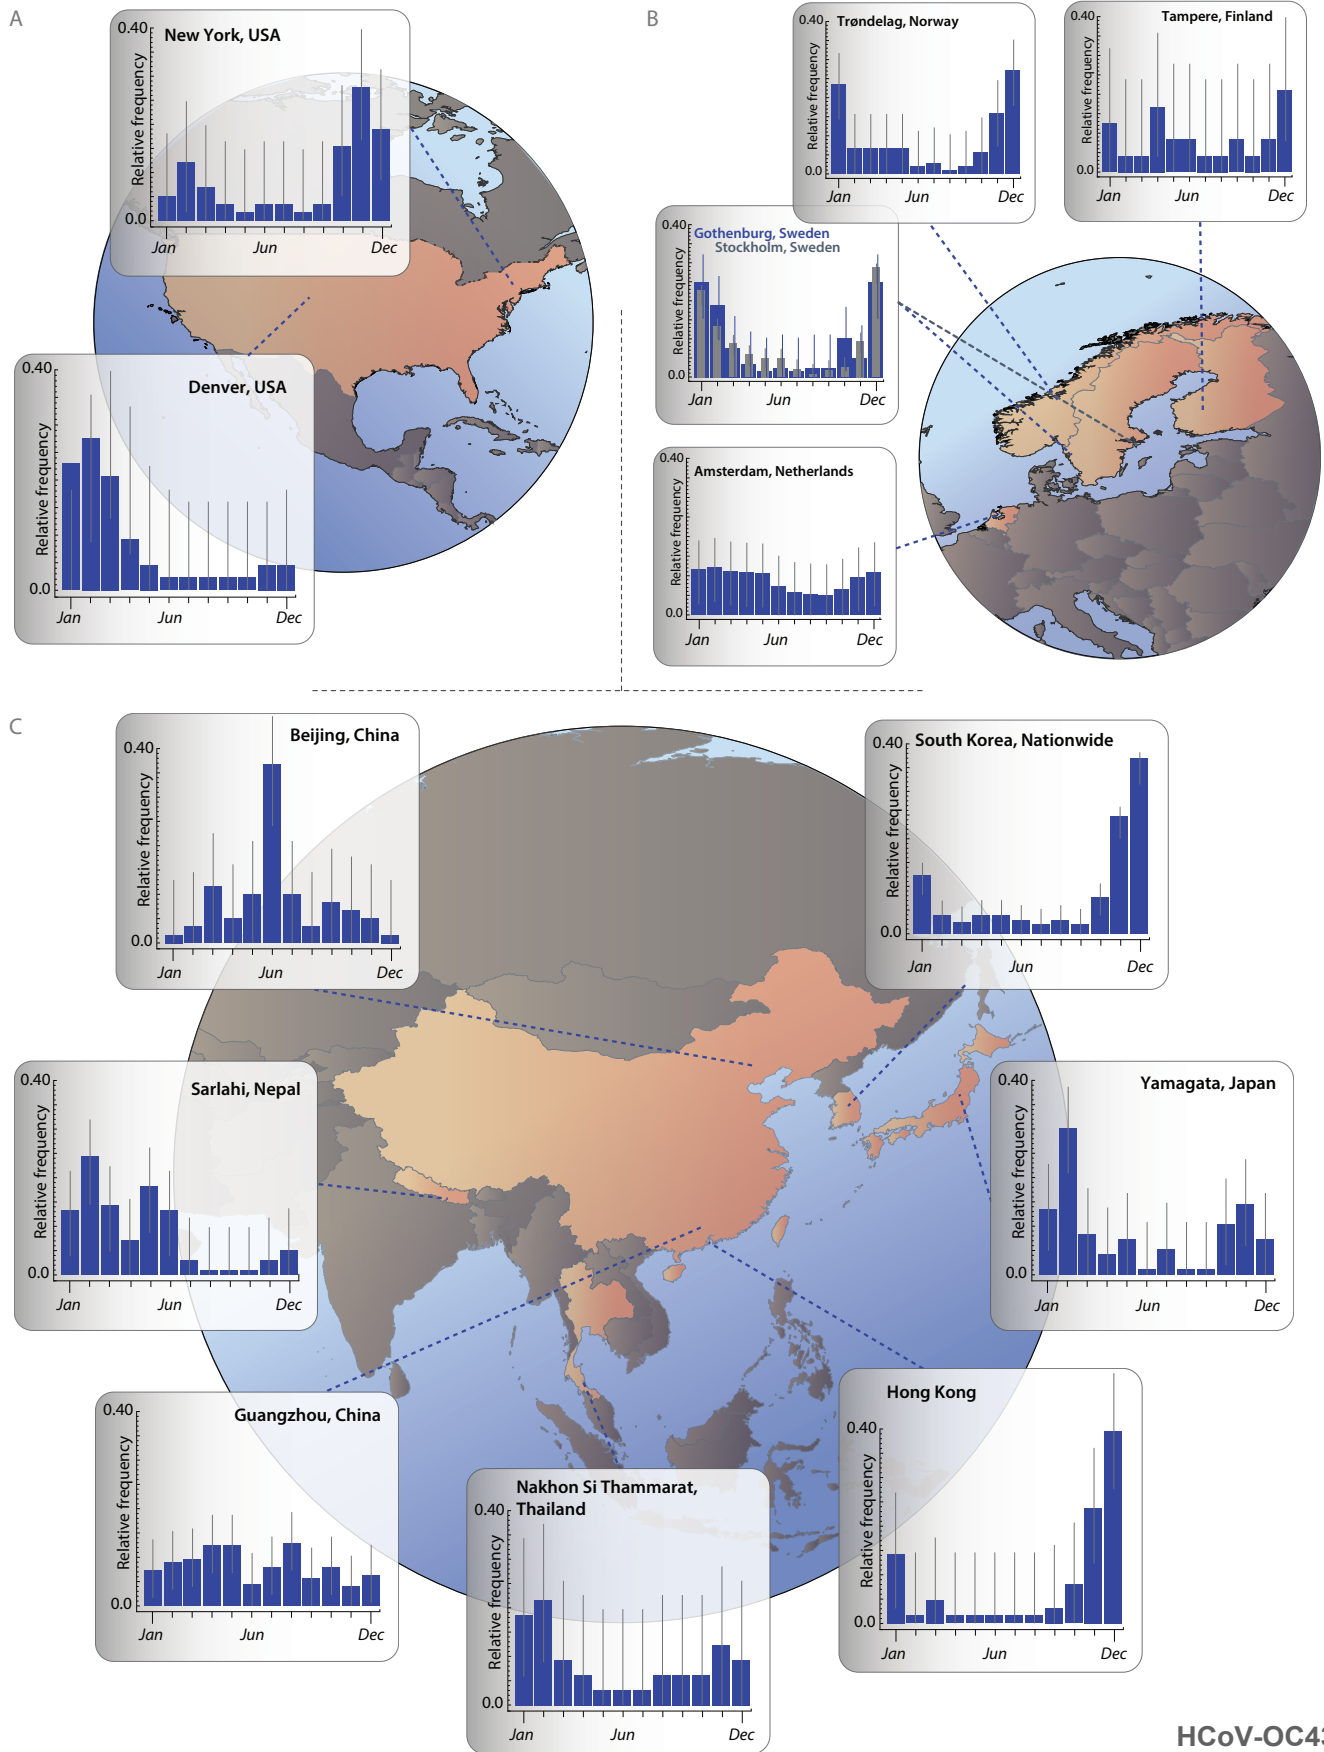 A
0.40
New York, USA
Relative frequency
0.0
Jan
Jun
Dec
0.40
Denver, USA
Relative frequency
0.0
Jan
Jun
Dec
B
0.40
Trøndelag, Norway
Relative frequency
0.0
Jan
Jun
Dec
0.40
Tampere, Finland
Relative frequency
0.0
Jan
Jun
Dec
0.40
Gothenburg, Sweden
Stockholm, Sweden
Relative frequency
0.0
Jan
Jun
Dec
0.40
Amsterdam, Netherlands
Relative frequency
0.0
Jan
Jun
Dec
C
Beijing, China
0.40
Relative frequency
0.0
Jan
Jun
Dec
South Korea, Nationwide
0.40
Relative frequency
0.0
Jan
Jun
Dec
0.40
Sarlahi, Nepal
Relative frequency
0.0
Jan
Jun
Dec
0.40
Yamagata, Japan
Relative frequency
0.0
Jan
Jun
Dec
0.40
Guangzhou, China
Relative frequency
0.0
Jan
Jun
Dec
Nakhon Si Thammarat,
Thailand
0.40
Relative frequency
0.0
Jan
Jun
Dec
Hong Kong
0.40
Relative frequency
0.0
Jan
Jun
Dec
HCoV-OC43